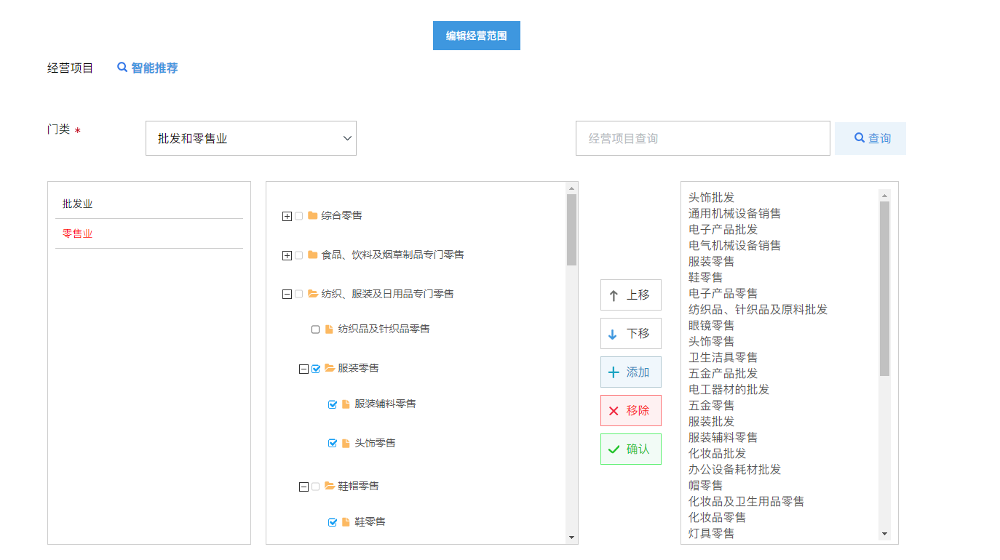 编辑经营范围
经营项目 智能推荐
门类 *
批发和零售业
经营项目查询
查询
批发业
零售业
综合零售
食品、饮料及烟草制品专门零售
纺织、服装及日用品专门零售
纺织品及针织品零售
服装零售
服装辅料零售
头饰零售
鞋帽零售
鞋零售
上移
下移
添加
移除
确认
头饰批发
通用机械设备销售
电子产品批发
电气机械设备销售
服装零售
鞋零售
电子产品零售
纺织品、针织品及原料批发
眼镜零售
头饰零售
卫生洁具零售
五金产品批发
电工器材的批发
五金零售
服装批发
服装辅料零售
化妆品批发
办公设备耗材批发
帽零售
化妆品及卫生用品零售
化妆品零售
灯具零售